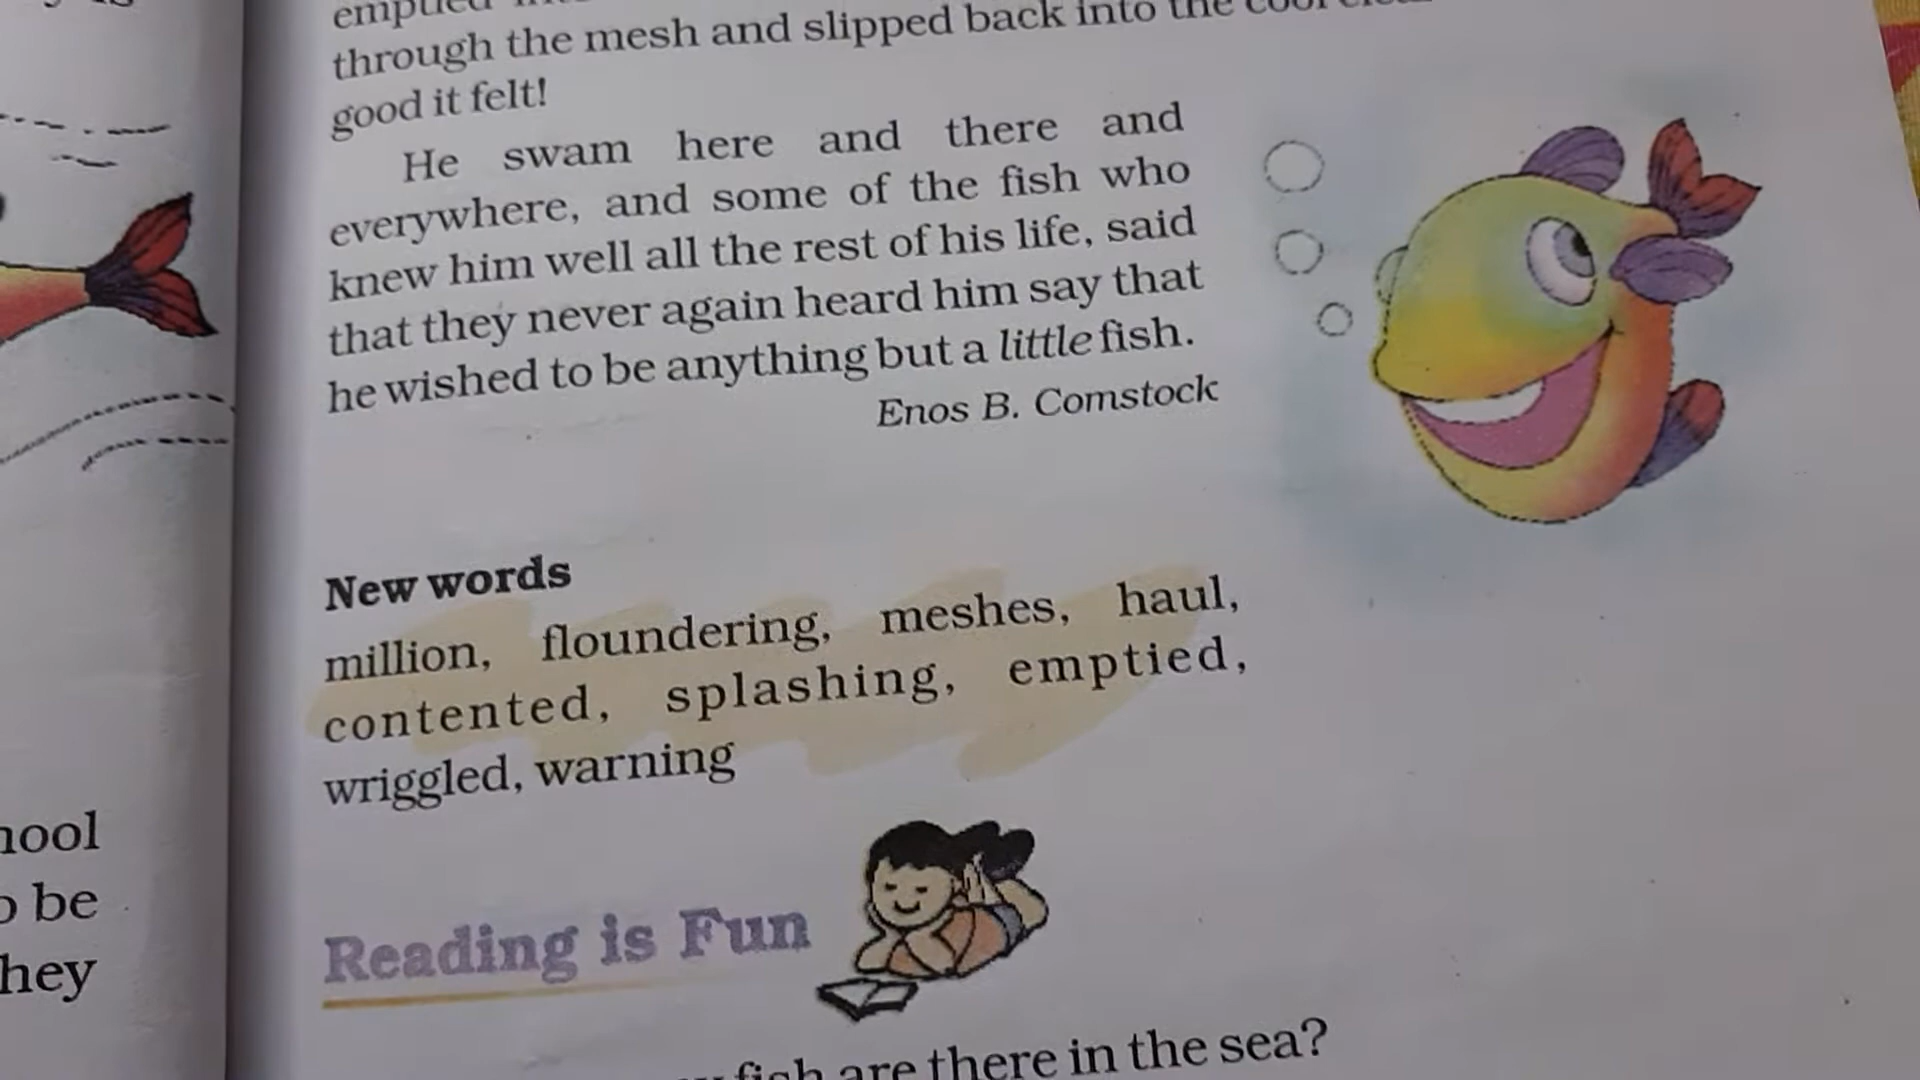 hool
be
hey
through the mesh and slipped back into the cool
good it felt!
He swam here and there and
everywhere, and some of the fish who
knew him well all the rest of his life, said
that they never again heard him say that
he wished to be anything but a little fish.
Enos B. Comstock
New words
million, floundering, meshes, haul,
contented, splashing, emptied,
wriggled, warning
Reading is Fun
fish are there in the sea?